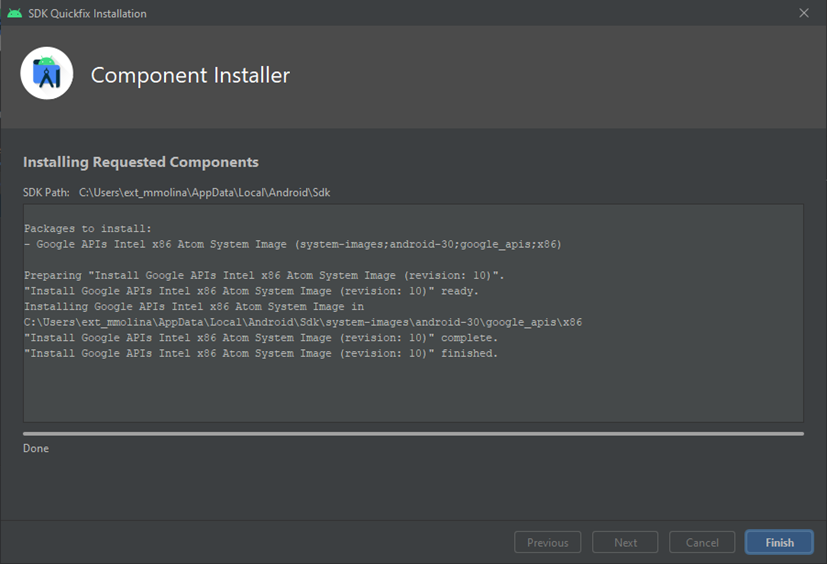 SDK Quickfix Installation
Component Installer
Installing Requested Components
SDK Path: C:\Users\ext_mmolina\AppData\Local\Android\Sdk
Packages to install:
- Google APIs Intel x86 Atom System Image (system-images;android-30;google_apis;x86)
Preparing "Install Google APIs Intel x86 Atom System Image (revision: 10)".
"Install Google APIs Intel x86 Atom System Image (revision: 10)" ready.
Installing Google APIs Intel x86 Atom System Image in
C:\Users\ext_mmolina\AppData\Local\Android\Sdk\system-images\android-30\google_apis\x86
"Install Google APIs Intel x86 Atom System Image (revision: 10)" complete.
"Install Google APIs Intel x86 Atom System Image (revision: 10)" finished.
Done
Previous Next Cancel Finish